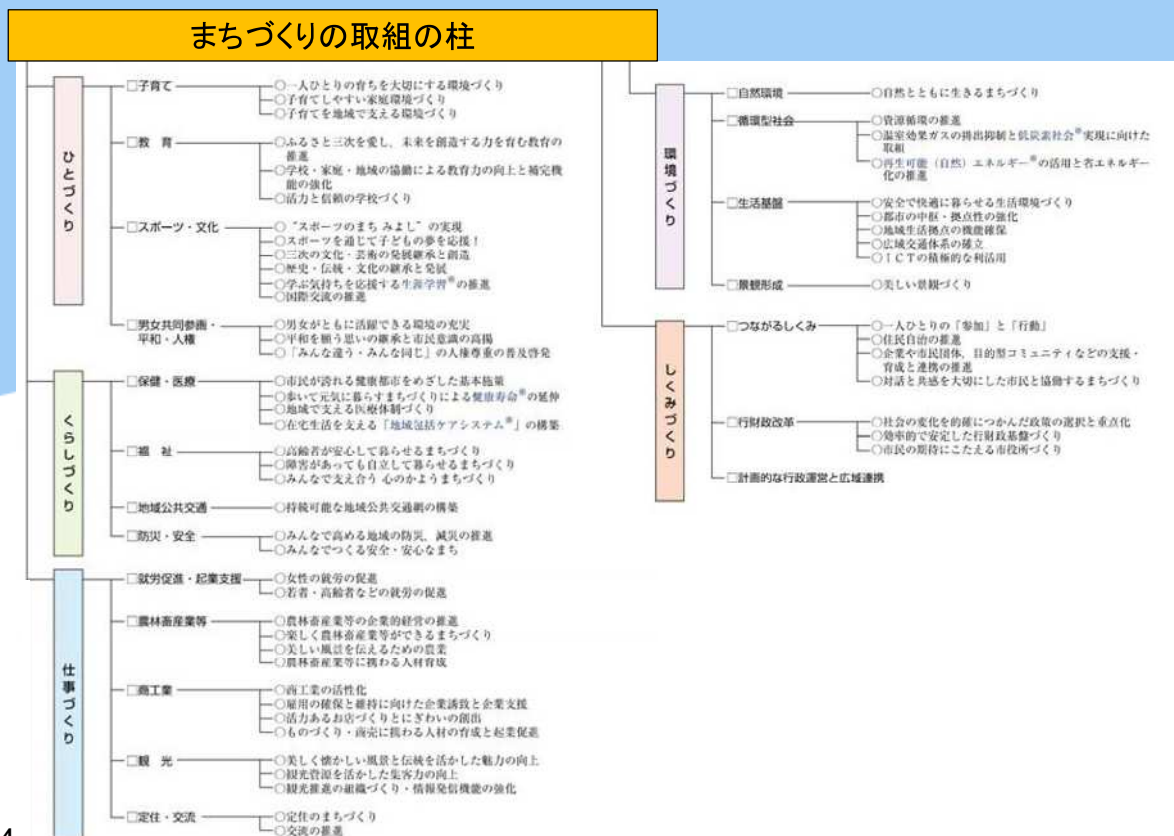 まちづくりの取組の柱
ひとづくり
□子育て
○一人ひとりの育ちを大切にする環境づくり
○子育てしやすい家庭環境づくり
○子育てを地域で支える環境づくり
□教　育
○ふるさと三次を愛し，未来を創造する力を育む教育の
推進
○学校・家庭・地域の協働による教育力の向上と補完機
能の強化
○活力と信頼の学校づくり
□スポーツ・文化
○“スポーツのまち みよし”の実現
○スポーツを通じて子どもの夢を応援！
○三次の文化・芸術の発展継承と創造
○歴史・伝統・文化の継承と発展
○学ぶ気持ちを応援する生涯学習※の推進
○国際交流の推進
□男女共同参画・
平和・人権
○男女がともに活躍できる環境の充実
○平和を願う思いの継承と市民意識の高揚
○「みんな違う・みんな同じ」の人権尊重の普及啓発
くらしづくり
□保健・医療
○市民が誇れる健康都市をめざした基本施策
○歩いて元気に暮らすまちづくりによる健康寿命※の延伸
○地域で支える医療体制づくり
○在宅生活を支える「地域包括ケアシステム※」の構築
□福　祉
○高齢者が安心して暮らせるまちづくり
○障害があっても自立して暮らせるまちづくり
○みんなで支え合う 心のかようまちづくり
□地域公共交通
○持続可能な地域公共交通網の構築
□防災・安全
○みんなで高める地域の防災，減災の推進
○みんなでつくる安全・安心なまち
仕事づくり
□就労促進・起業支援
○女性の就労の促進
○若者・高齢者などの就労の促進
□農林畜産業等
○農林畜産業等の企業的経営の推進
○楽しく農林畜産業等ができるまちづくり
○美しい風景を伝えるための農業
○農林畜産業等に携わる人材育成
□商工業
○商工業の活性化
○雇用の確保と維持に向けた企業誘致と企業支援
○活力あるお店づくりとにぎわいの創出
○ものづくり・商売に携わる人材の育成と起業促進
□観　光
○美しく懐かしい風景と伝統を活かした魅力の向上
○観光資源を活かした集客力の向上
○観光推進の組織づくり・情報発信機能の強化
□定住・交流
○定住のまちづくり
○交流の推進
環境づくり
□自然環境
○自然とともに生きるまちづくり
□循環型社会
○資源循環の推進
○温室効果ガスの排出抑制と低炭素社会※実現に向けた
取組
○再生可能（自然）エネルギー※の活用と省エネルギー
化の推進
□生活基盤
○安全で快適に暮らせる生活環境づくり
○都市の中枢・拠点性の強化
○地域生活拠点の機能確保
○広域交通体系の確立
○ＩＣＴの積極的な利活用
□景観形成
○美しい景観づくり
しくみづくり
□つながるしくみ
○一人ひとりの「参加」と「行動」
○住民自治の推進
○企業や市民団体，目的型コミュニティなどの支援・
育成と連携の推進
○対話と共感を大切にした市民と協働するまちづくり
□行財政改革
○社会の変化を的確につかんだ政策の選択と重点化
○効率的で安定した行財政基盤づくり
○市民の期待にこたえる市役所づくり
□計画的な行政運営と広域連携